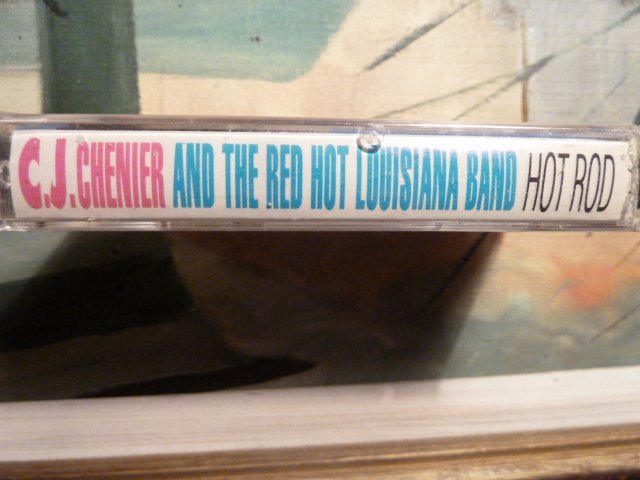 C.J. CHENIER AND THE RED HOT LOUISIANA BAND HOT ROD